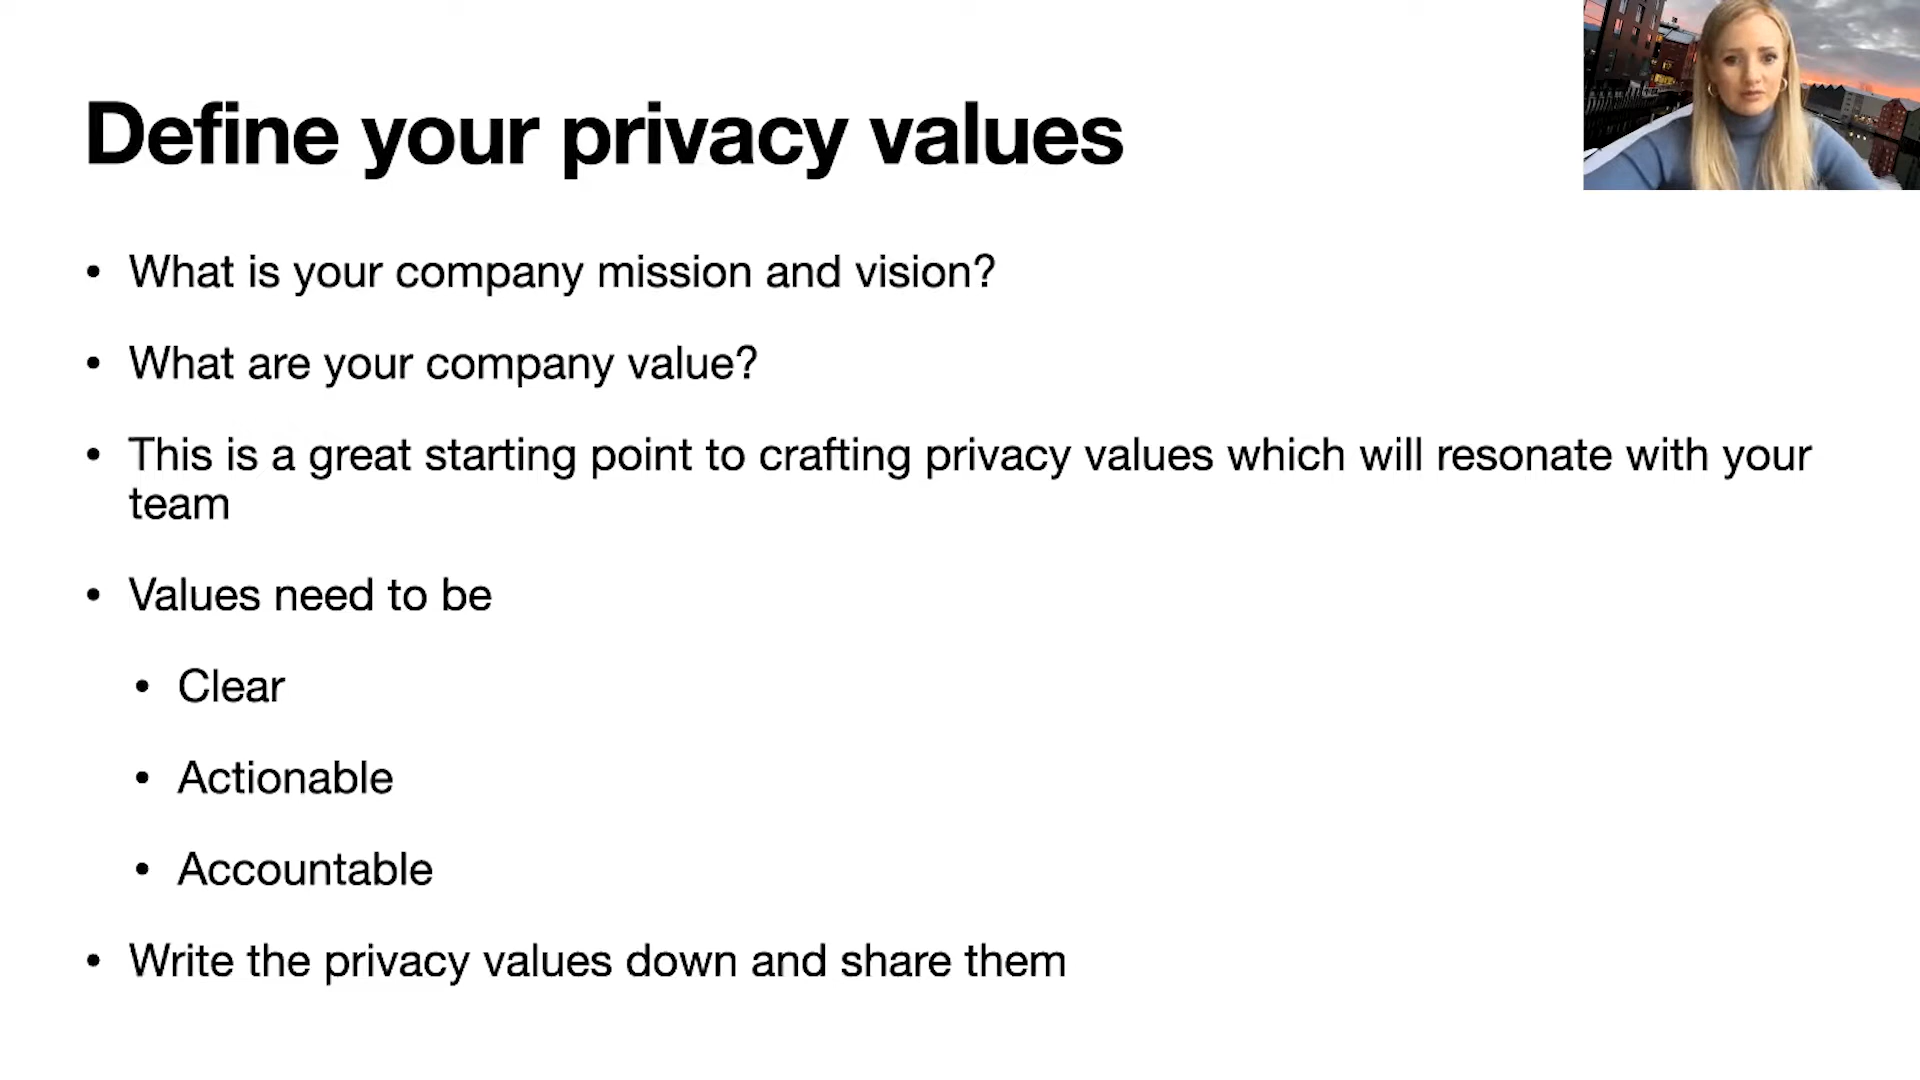 Define your privacy values
• What is your company mission and vision?
• What are your company value?
• This is a great starting point to crafting privacy values which will resonate with your
team
• Values need to be
• Clear
• Actionable
• Accountable
• Write the privacy values down and share them